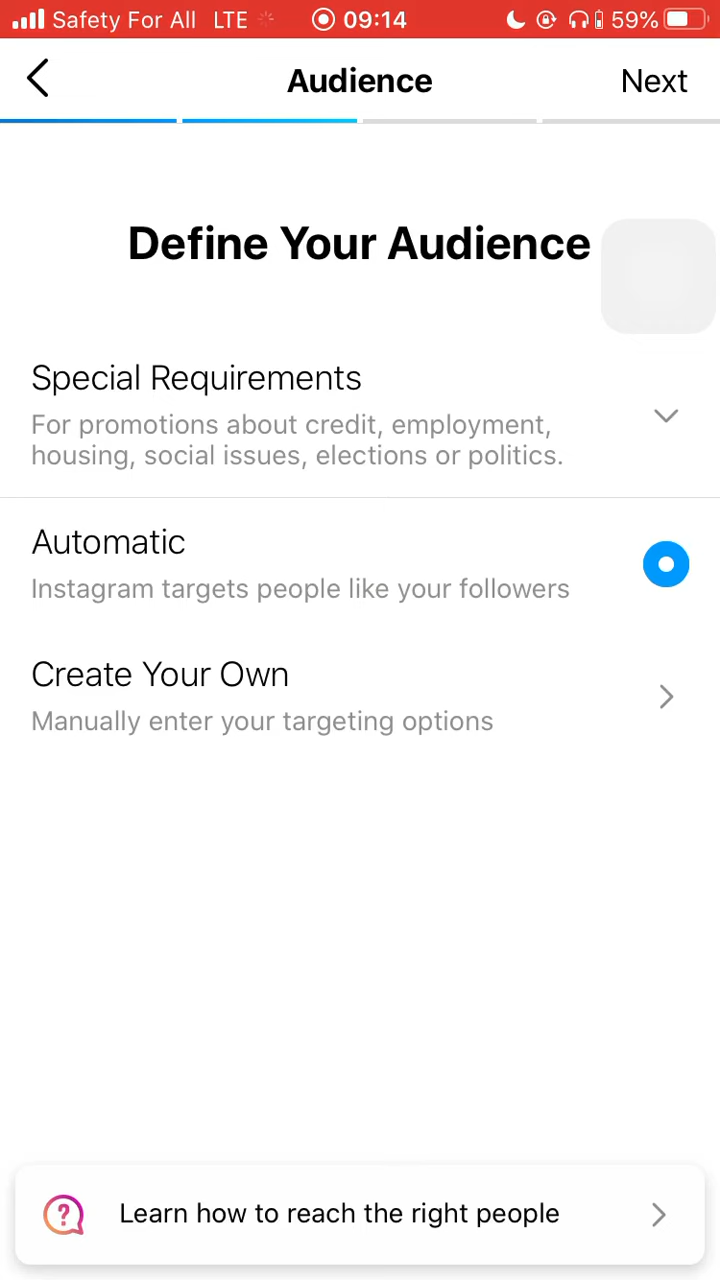 Safety For All LTE 09:14 59%
Audience Next
Define Your Audience
Special Requirements
For promotions about credit, employment,
housing, social issues, elections or politics.
Automatic
Instagram targets people like your followers
Create Your Own
Manually enter your targeting options
? Learn how to reach the right people